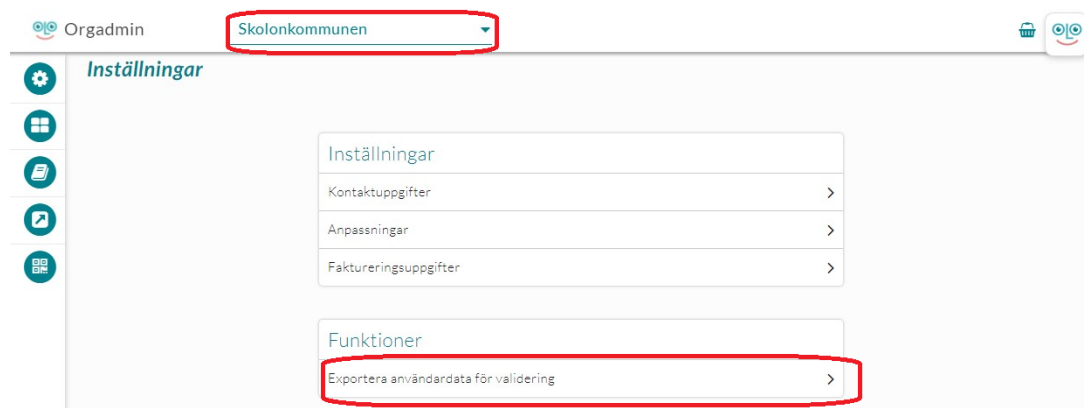 Orgadmin
Skolonkommunen
Inställningar
Inställningar
Kontaktuppgifter
Anpassningar
Faktureringsuppgifter
Funktioner
Exportera användardata för validering